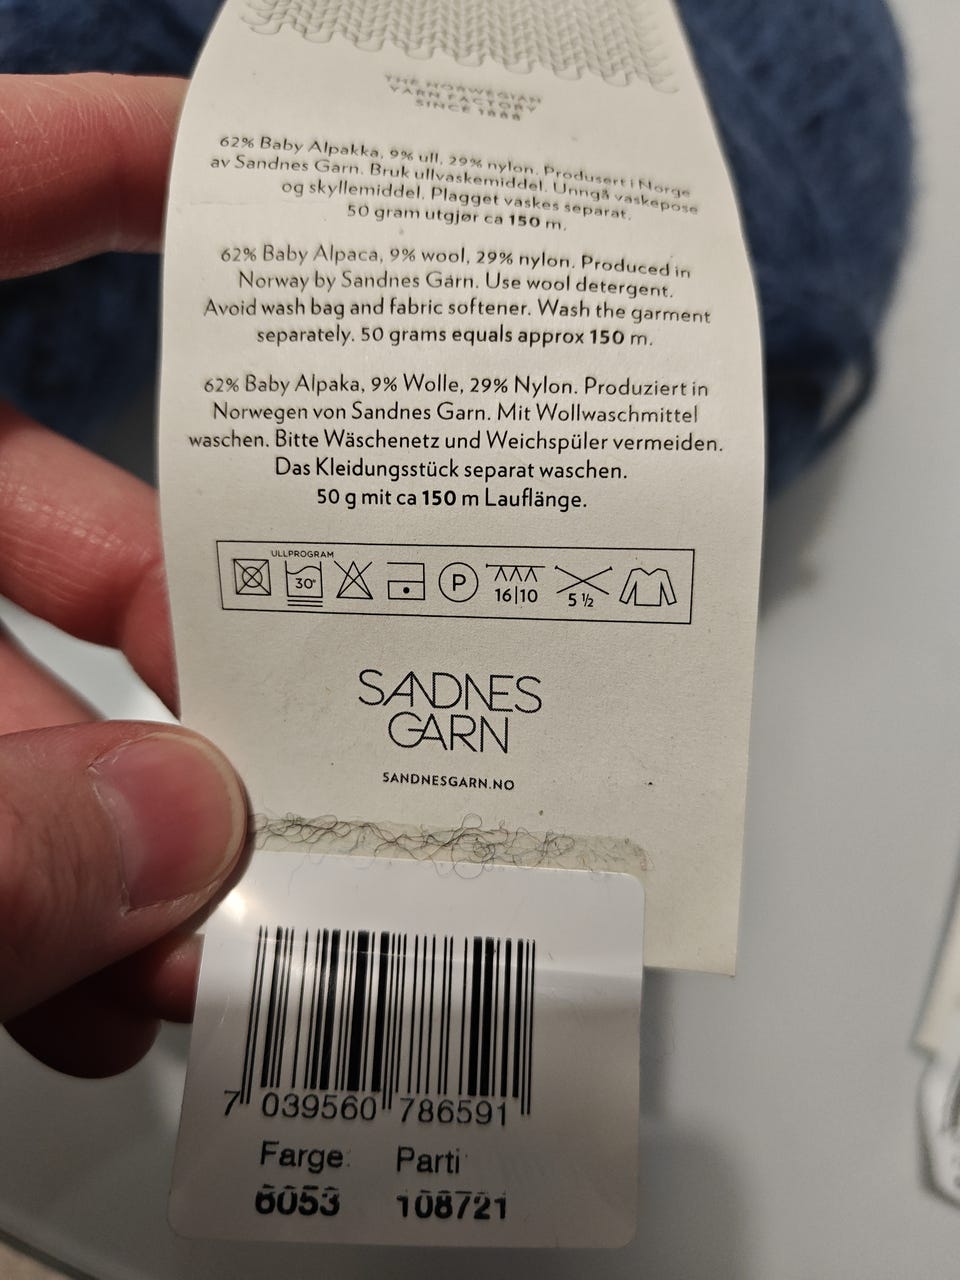 THE NORWEGIAN
YARN FACTORY
SINCE 1888
62% Baby Alpakka, 9% ull, 29% nylon. Produsert i Norge
av Sandnes Garn. Bruk ullvaskemiddel. Unngå vaskepose
og skyllemiddel. Plagget vaskes separat.
50 gram utgjør ca 150 m.
62% Baby Alpaca, 9% wool, 29% nylon. Produced in
Norway by Sandnes Garn. Use wool detergent.
Avoid wash bag and fabric softener. Wash the garment
separately. 50 grams equals approx 150 m.
62% Baby Alpaka, 9% Wolle, 29% Nylon. Produziert in
Norwegen von Sandnes Garn. Mit Wollwaschmittel
waschen. Bitte Wäschenetz und Weichspüler vermeiden.
Das Kleidungsstück separat waschen.
50 g mit ca 150 m Lauflänge.
ULLPROGRAM
30° P 16|10 5 ½
SANDNES
GARN
SANDNESGARN.NO
7 039560 786591
Farge: Parti
6053 108721